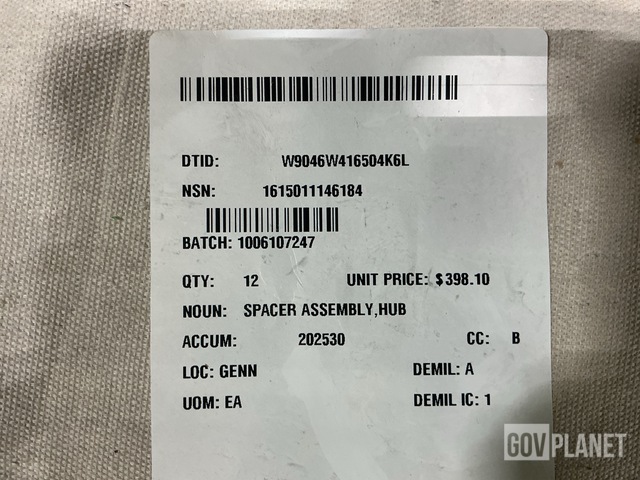 DTID: W9046W416504K6L
NSN: 1615011146184
BATCH: 1006107247
QTY: 12 UNIT PRICE: $398.10
NOUN: SPACER ASSEMBLY,HUB
ACCUM: 202530 CC: B
LOC: GENN DEMIL: A
UOM: EA DEMIL IC: 1
GOVPLANET